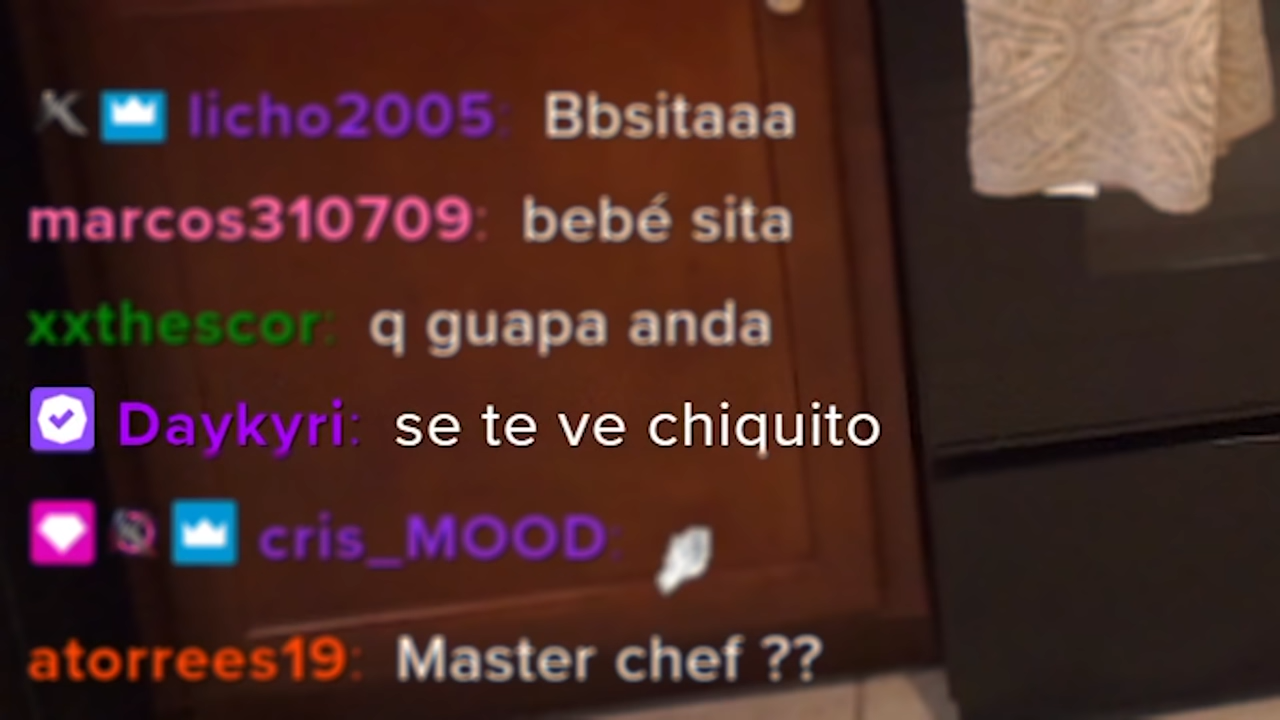 licho2005: Bbsitaaa
marcos310709: bebé sita
xxthescor: q guapa anda
Daykyri: se te ve chiquito
cris_MOOD:
atorrees19: Master chef ??